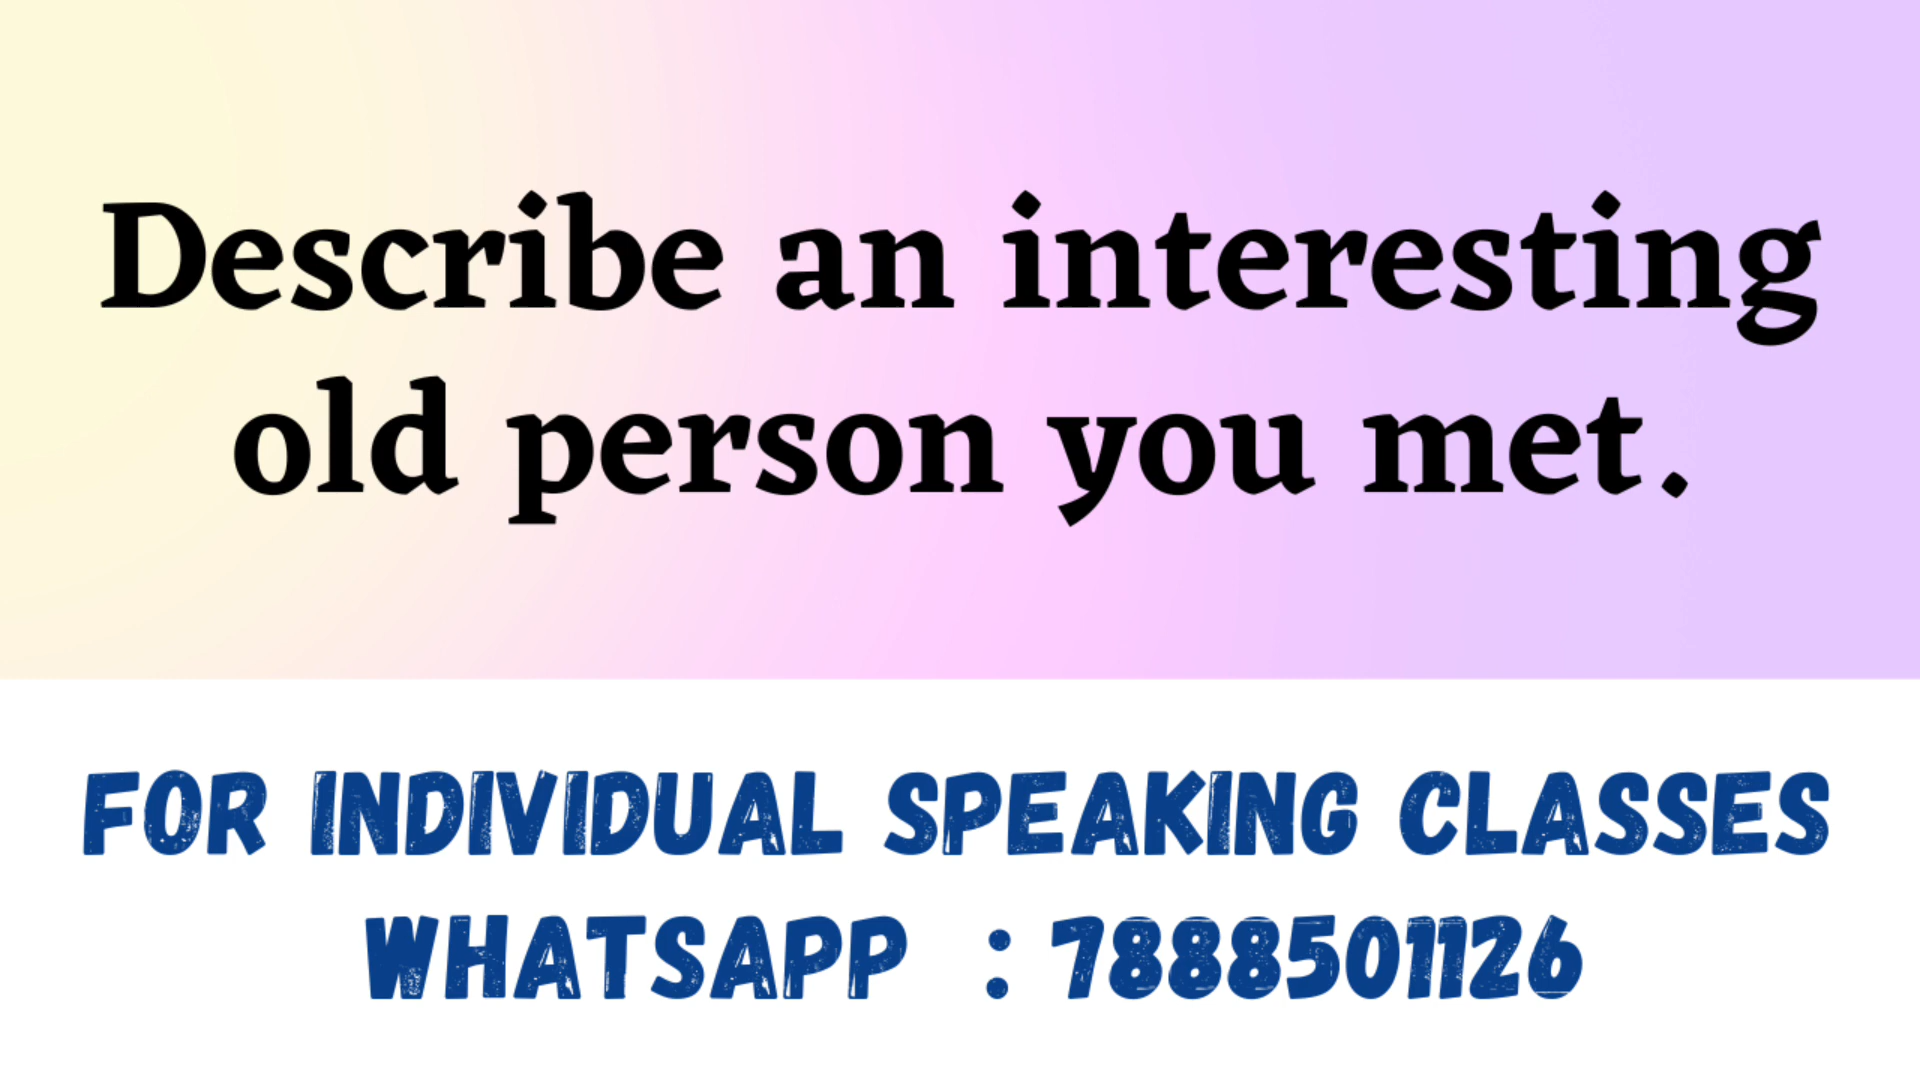 Describe an interesting
old person you met.
FOR INDIVIDUAL SPEAKING CLASSES
WHATSAPP : 7888501126